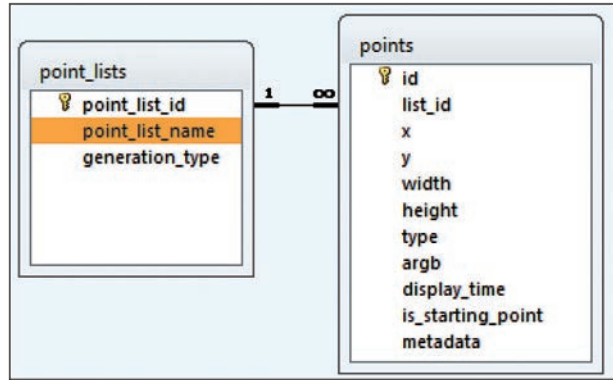 point_lists
point_list_id
point_list_name
generation_type
1 ∞
points
id
list_id
x
y
width
height
type
argb
display_time
is_starting_point
metadata